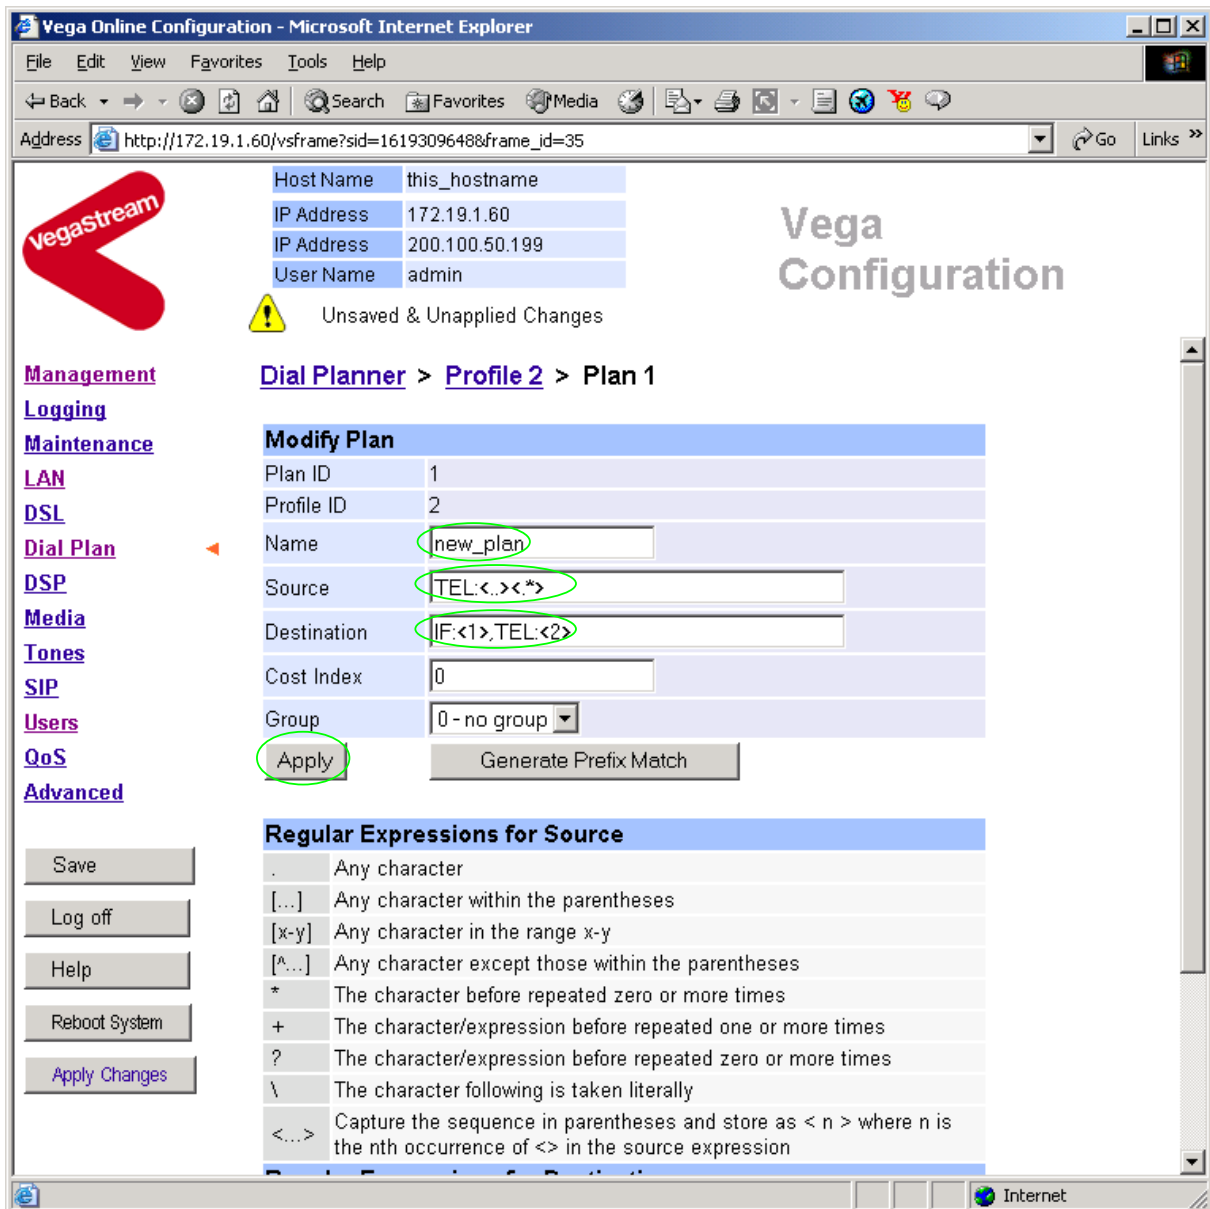 Vega Online Configuration - Microsoft Internet Explorer
File Edit View Favorites Tools Help
Back Search Favorites Media
Address http://172.19.1.60/vsframe?sid=1619309648&frame_id=35 Go Links »
vegastream
Host Name this_hostname
IP Address 172.19.1.60
IP Address 200.100.50.199
User Name admin
Vega
Configuration
Unsaved & Unapplied Changes
Management
Logging
Maintenance
LAN
DSL
Dial Plan
DSP
Media
Tones
SIP
Users
QoS
Advanced
Save
Log off
Help
Reboot System
Apply Changes
Dial Planner > Profile 2 > Plan 1
Modify Plan
Plan ID 1
Profile ID 2
Name new_plan
Source TEL:<..><.*>
Destination IF:<1>,TEL:<2>
Cost Index 0
Group 0 - no group
Apply Generate Prefix Match
Regular Expressions for Source
. Any character
[...] Any character within the parentheses
[x-y] Any character in the range x-y
[^...] Any character except those within the parentheses
* The character before repeated zero or more times
+ The character/expression before repeated one or more times
? The character/expression before repeated zero or more times
\ The character following is taken literally
<...> Capture the sequence in parentheses and store as < n > where n is
the nth occurrence of <> in the source expression
Internet